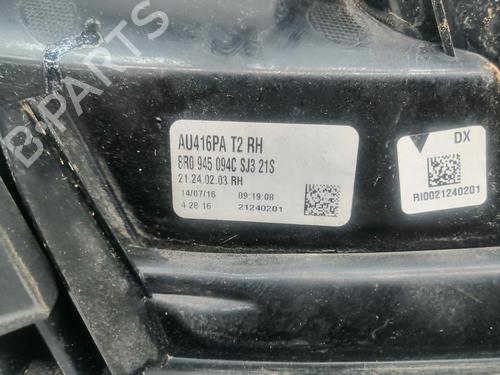 B-PARTS
AU416PA T2 RH
8R0 945 094C SJ3 21S
21.24.02.03 RH
14/07/16 09:19:08
4 28 16 21240201
DX
RI0021240201